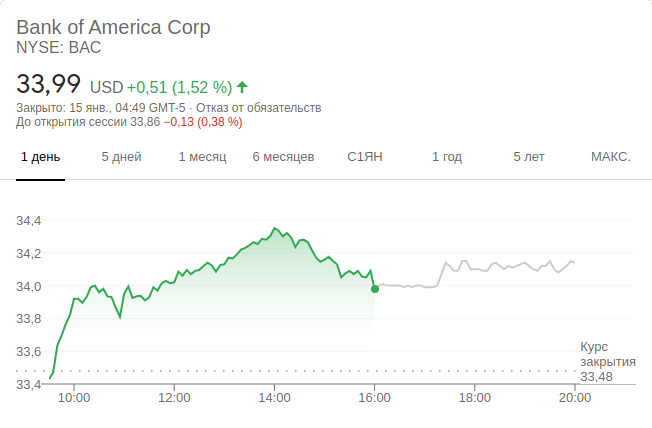 Bank of America Corp
NYSE: BAC
33,99 USD +0,51 (1,52 %)
Закрыто: 15 янв., 04:49 GMT-5 · Отказ от обязательств
До открытия сессии 33,86 −0,13 (0,38 %)
1 день 5 дней 1 месяц 6 месяцев С1ЯН 1 год 5 лет МАКС.
34,4
34,2
34,0
33,8
33,6
33,4
Курс
закрытия
33,48
10:00 12:00 14:00 16:00 18:00 20:00